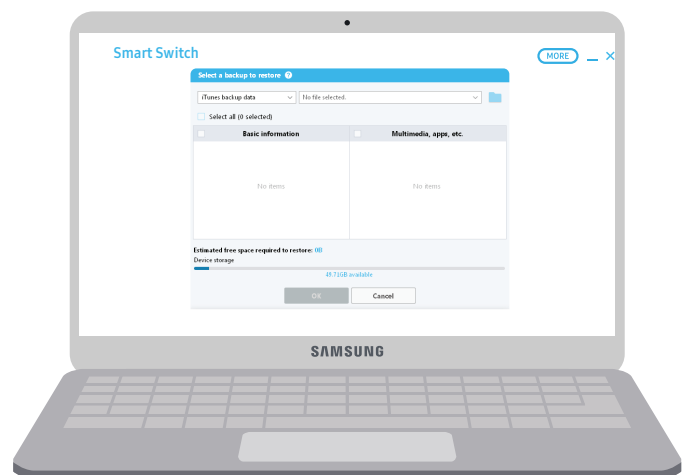 Smart Switch
MORE
Select a backup to restore ?
iTunes backup data
No file selected.
Select all (0 selected)
Basic information
Multimedia, apps, etc.
No items
No items
Estimated free space required to restore: 0B
Device storage
49.71GB available
OK
Cancel
SAMSUNG